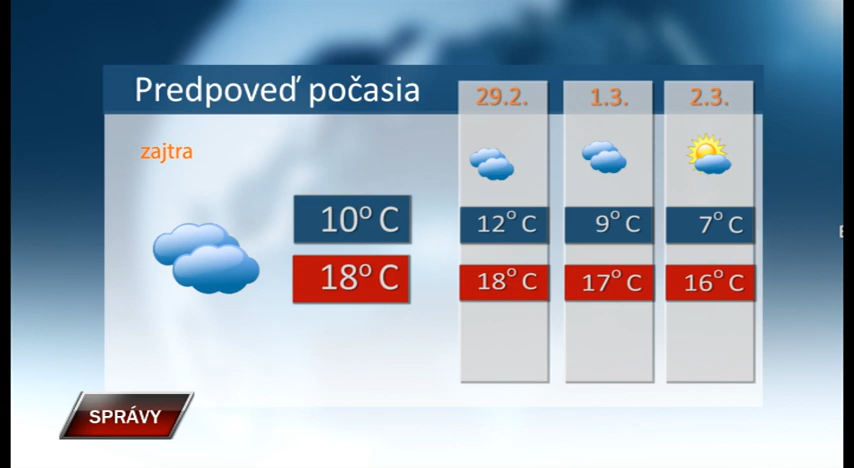 Predpoveď počasia
zajtra
10° C
18° C
29.2.
12° C
18° C
1.3.
9° C
17° C
2.3.
7° C
16° C
SPRÁVY